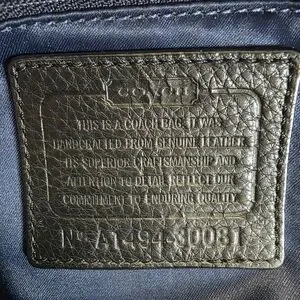 COACH
THIS IS A COACH BAG. IT WAS
HANDCRAFTED FROM GENUINE LEATHER.
ITS SUPERIOR CRAFTSMANSHIP AND
ATTENTION TO DETAIL REFLECT OUR
COMMITMENT TO ENDURING QUALITY.
Nº A1494-30031